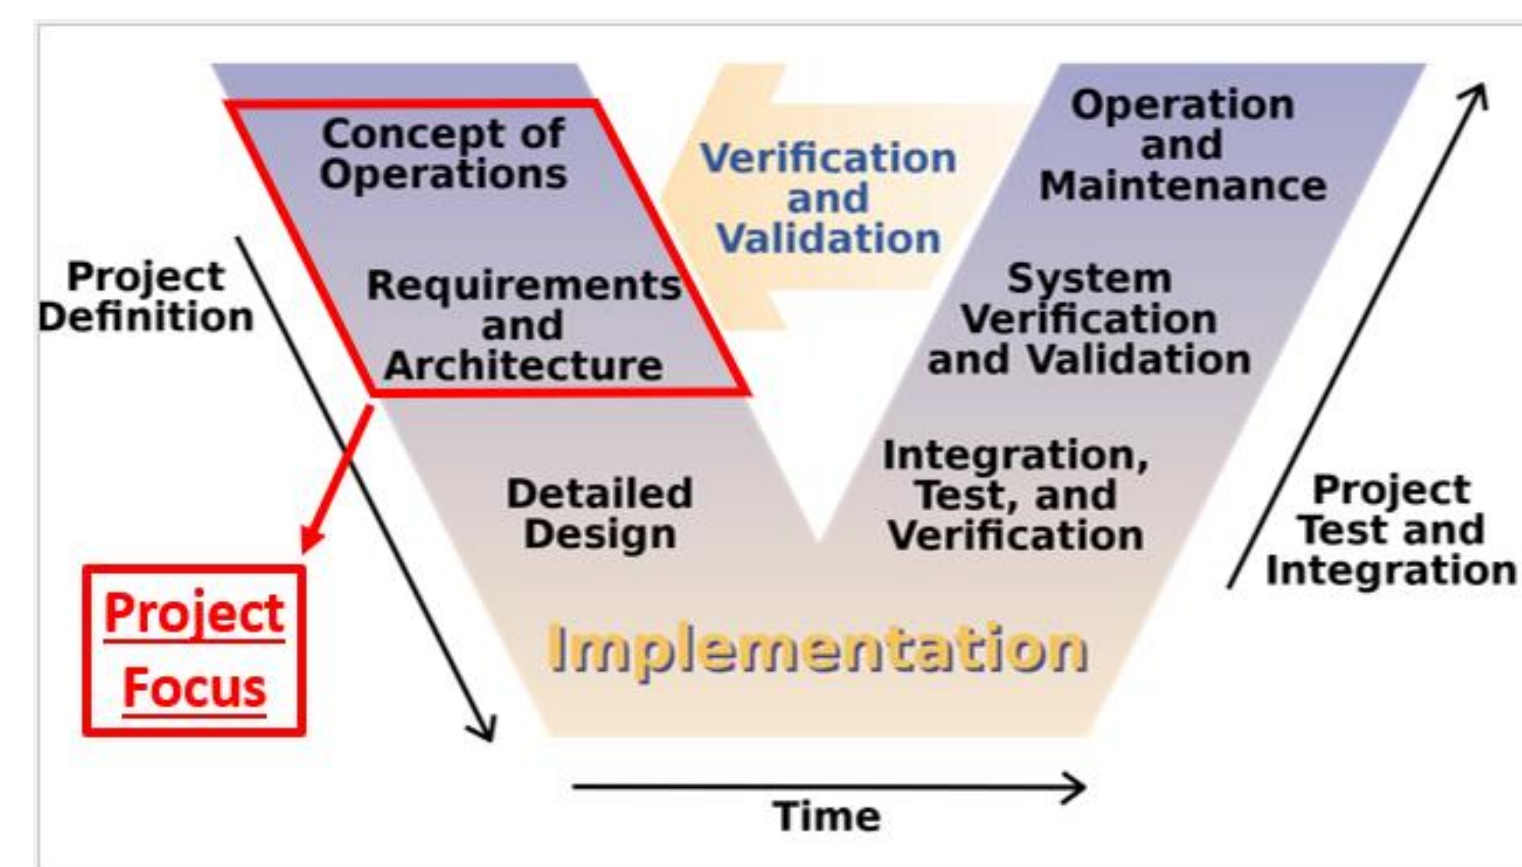 Concept of
Operations
Requirements
and
Architecture
Project
Definition
Detailed
Design
Project
Focus
Verification
and
Validation
Operation
and
Maintenance
System
Verification
and Validation
Integration,
Test, and
Verification
Project
Test and
Integration
Implementation
Time